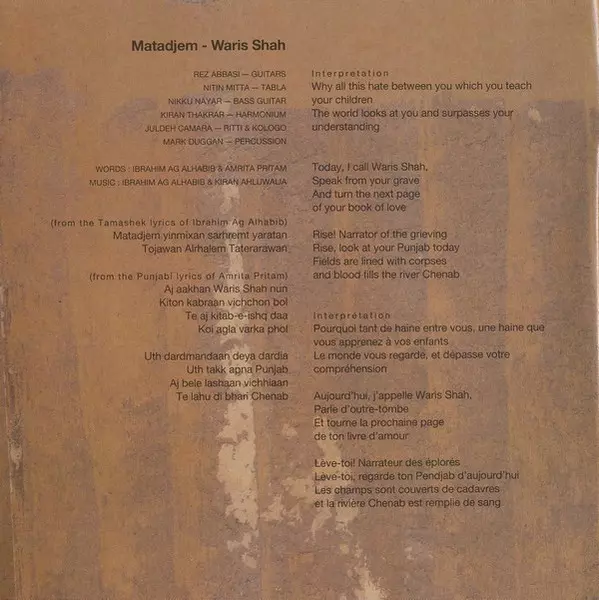 Matadjem - Waris Shah
REZ ABBASI — GUITARS
NITIN MITTA — TABLA
NIKKU NAYAR — BASS GUITAR
KIRAN THAKRAR — HARMONIUM
JULDEH CAMARA — RITTI & KOLOGO
MARK DUGGAN — PERCUSSION
WORDS : IBRAHIM AG ALHABIB & AMRITA PRITAM
MUSIC : IBRAHIM AG ALHABIB & KIRAN AHLUWALIA
(from the Tamashek lyrics of Ibrahim Ag Alhabib)
Matadjem yinmixan sarhremt yaratan
Tojawan Alrhalem Taterarawan
(from the Punjabi lyrics of Amrita Pritam)
Aj aakhan Waris Shah nun
Kiton kabraan vichchon bol
Te aj kitab-e-ishq daa
Koi agla varka phol
Uth dardmandaan deya dardia
Uth takk apna Punjab
Aj bele lashaan vichhiaan
Te lahu di bhari Chenab
Interpretation
Why all this hate between you which you teach
your children
The world looks at you and surpasses your
understanding
Today, I call Waris Shah,
Speak from your grave
And turn the next page
of your book of love
Rise! Narrator of the grieving
Rise, look at your Punjab today
Fields are lined with corpses
and blood fills the river Chenab
Interprétation
Pourquoi tant de haine entre vous, une haine que
vous apprenez à vos enfants
Le monde vous regarde, et dépasse votre
compréhension
Aujourd'hui, j'appelle Waris Shah,
Parle d'outre-tombe
Et tourne la prochaine page
de ton livre d'amour
Lève-toi! Narrateur des éplorés
Lève-toi, regarde ton Pendjab d'aujourd'hui
Les champs sont couverts de cadavres
et la rivière Chenab est remplie de sang